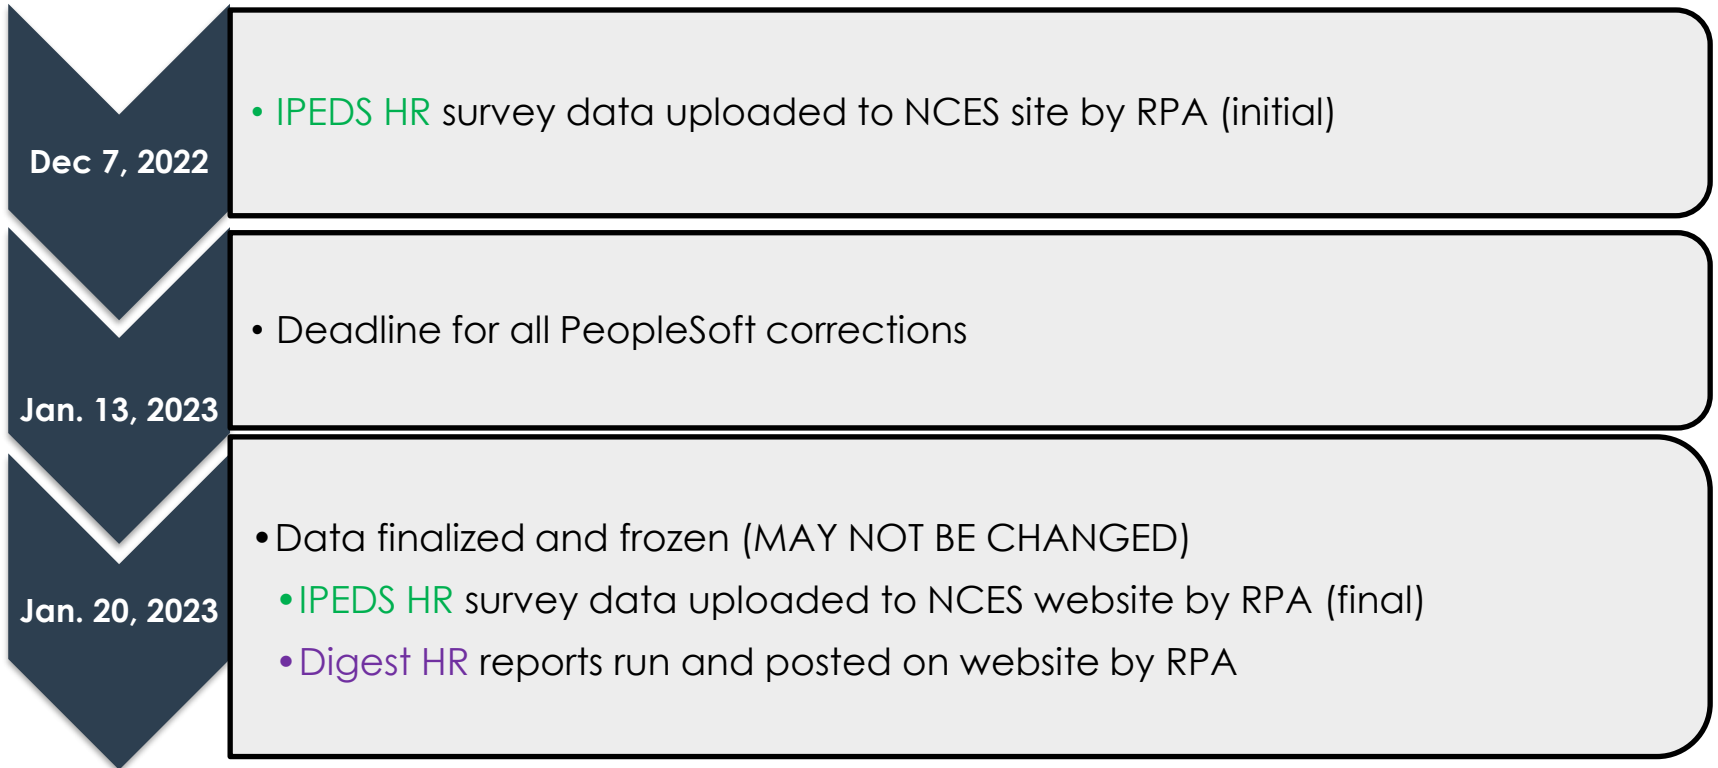 Dec 7, 2022
• IPEDS HR survey data uploaded to NCES site by RPA (initial)
Jan. 13, 2023
• Deadline for all PeopleSoft corrections
Jan. 20, 2023
•Data finalized and frozen (MAY NOT BE CHANGED)
•IPEDS HR survey data uploaded to NCES website by RPA (final)
•Digest HR reports run and posted on website by RPA